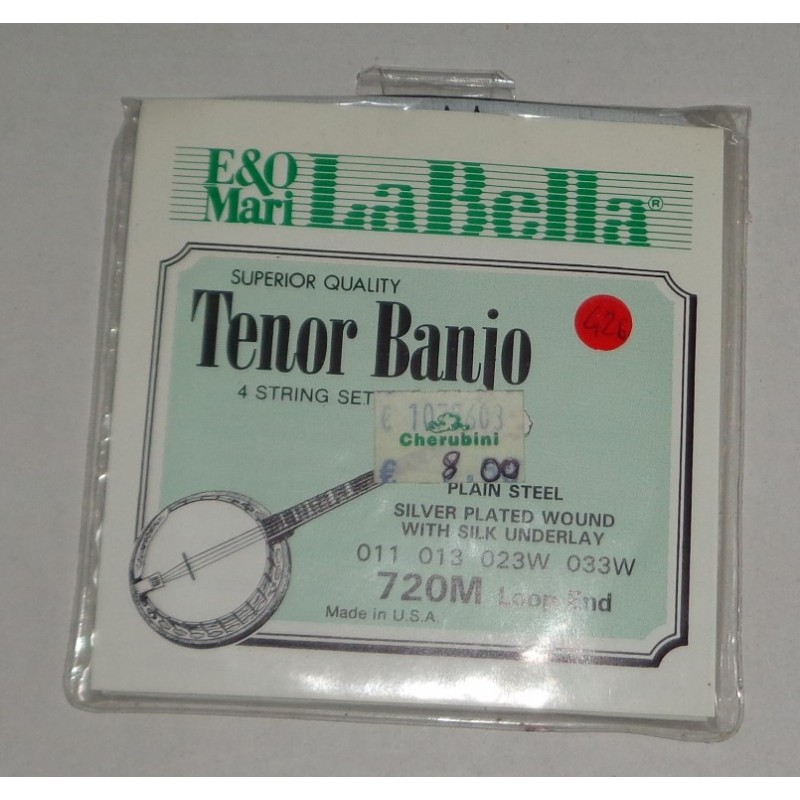 E&O
Mari
LaBella®
SUPERIOR QUALITY
Tenor Banjo
4 STRING SET
Cherubini
€ 8.00
PLAIN STEEL
SILVER PLATED WOUND
WITH SILK UNDERLAY
011 013 023W 033W
720M Loop End
Made in U.S.A.